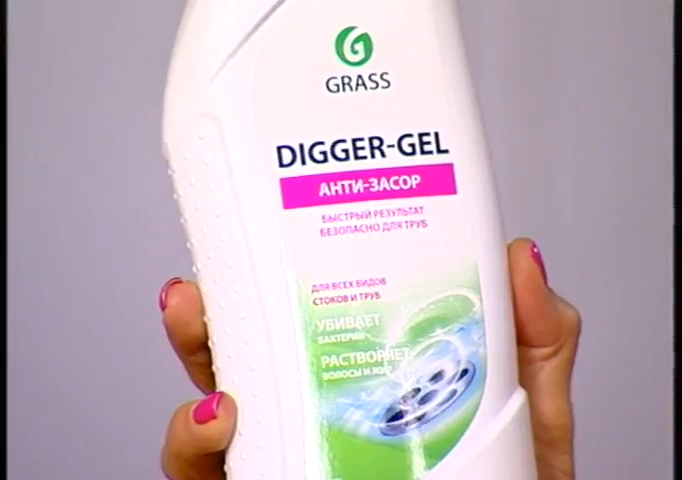 GRASS
DIGGER-GEL
АНТИ-ЗАСОР
БЫСТРЫЙ РЕЗУЛЬТАТ
БЕЗОПАСНО ДЛЯ ТРУБ
ДЛЯ ВСЕХ ВИДОВ
СТОКОВ И ТРУБ
УБИВАЕТ
БАКТЕРИИ
РАСТВОРЯЕТ
ВОЛОСЫ И ЖИР